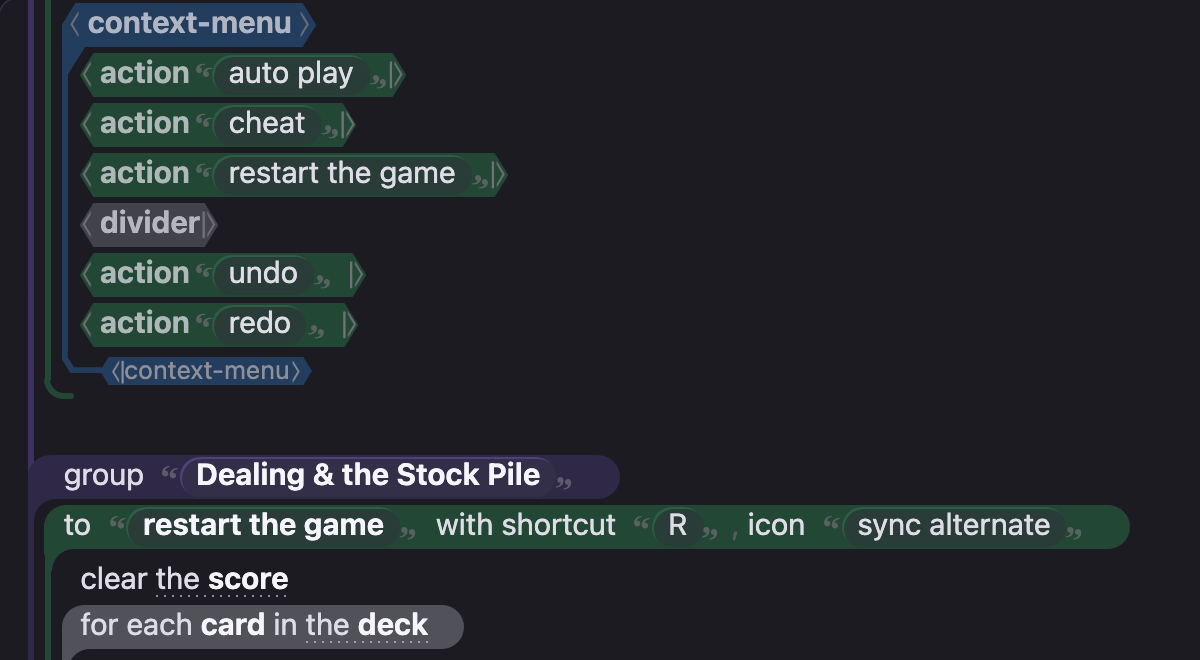 〈context-menu〉
〈action “auto play„|〉
〈action “cheat„|〉
〈action “restart the game„|〉
〈divider|〉
〈action “undo„ |〉
〈action “redo„ |〉
〈|context-menu〉
group “Dealing & the Stock Pile„
to “restart the game„ with shortcut “R„, icon “sync alternate„
clear the score
for each card in the deck